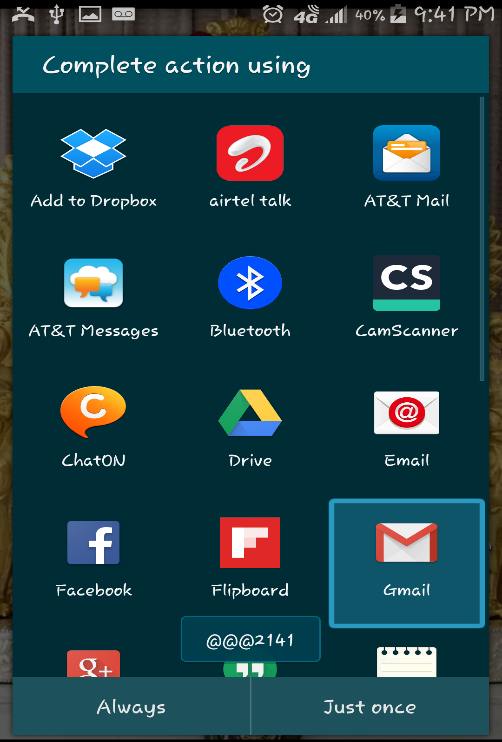 4G 40% 9:41 PM
Complete action using
Add to Dropbox
airtel talk
AT&T Mail
AT&T Messages
Bluetooth
CS
CamScanner
C
ChatON
Drive
@
Email
f
Facebook
Flipboard
Gmail
@@@2141
g+
Always
Just once